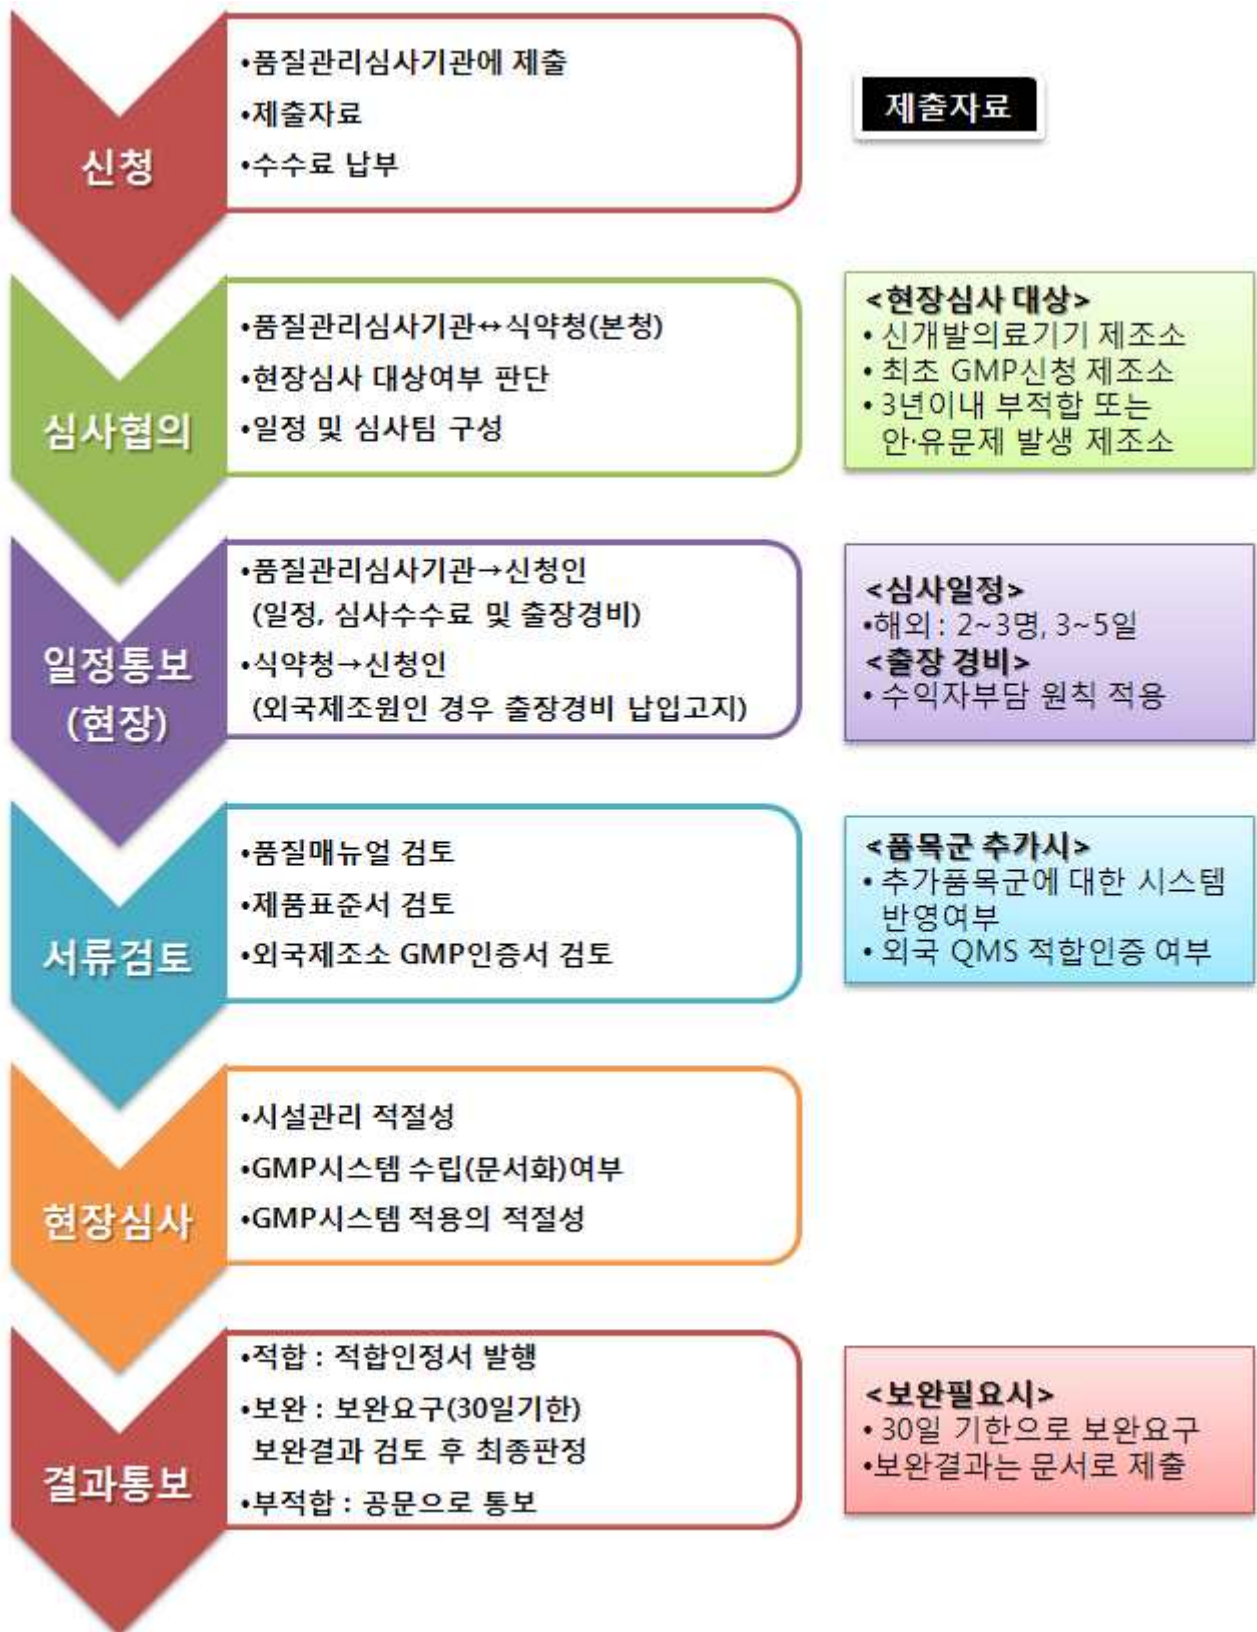 신청
•품질관리심사기관에 제출
•제출자료
•수수료 납부
제출자료
심사협의
•품질관리심사기관↔식약청(본청)
•현장심사 대상여부 판단
•일정 및 심사팀 구성
<현장심사 대상>
• 신개발의료기기 제조소
• 최초 GMP신청 제조소
• 3년이내 부적합 또는
안·유문제 발생 제조소
일정통보
(현장)
•품질관리심사기관→신청인
(일정, 심사수수료 및 출장경비)
•식약청→신청인
(외국제조원인 경우 출장경비 납입고지)
<심사일정>
•해외 : 2~3명, 3~5일
<출장 경비>
• 수익자부담 원칙 적용
서류검토
•품질매뉴얼 검토
•제품표준서 검토
•외국제조소 GMP인증서 검토
<품목군 추가시>
• 추가품목군에 대한 시스템
반영여부
• 외국 QMS 적합인증 여부
현장심사
•시설관리 적절성
•GMP시스템 수립(문서화)여부
•GMP시스템 적용의 적절성
결과통보
•적합 : 적합인정서 발행
•보완 : 보완요구(30일기한)
보완결과 검토 후 최종판정
•부적합 : 공문으로 통보
<보완필요시>
• 30일 기한으로 보완요구
•보완결과는 문서로 제출